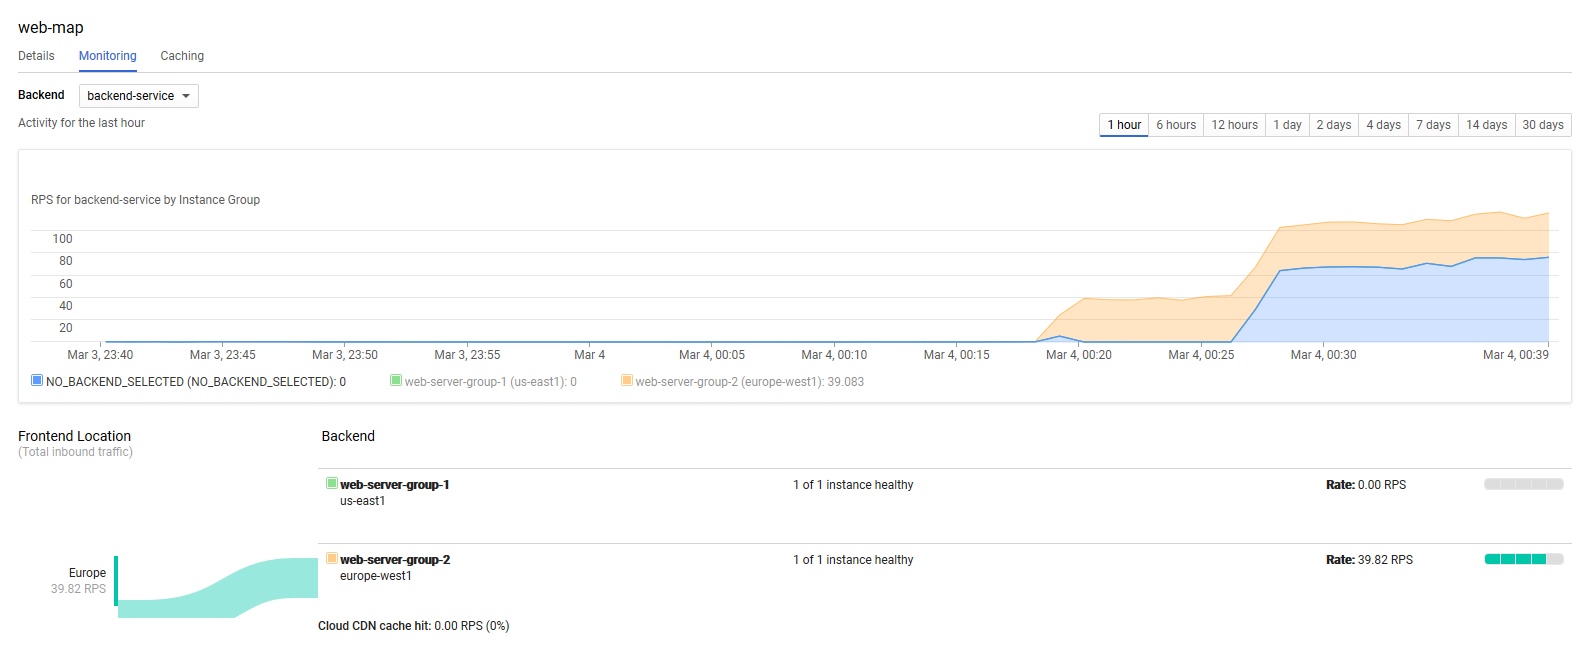 web-map
Details Monitoring Caching
Backend backend-service
Activity for the last hour
1 hour 6 hours 12 hours 1 day 2 days 4 days 7 days 14 days 30 days
RPS for backend-service by Instance Group
100
80
60
40
20
Mar 3, 23:40 Mar 3, 23:45 Mar 3, 23:50 Mar 3, 23:55 Mar 4 Mar 4, 00:05 Mar 4, 00:10 Mar 4, 00:15 Mar 4, 00:20 Mar 4, 00:25 Mar 4, 00:30 Mar 4, 00:39
NO_BACKEND_SELECTED (NO_BACKEND_SELECTED): 0 web-server-group-1 (us-east1): 0 web-server-group-2 (europe-west1): 39.083
Frontend Location Backend
(Total inbound traffic)
web-server-group-1 1 of 1 instance healthy Rate: 0.00 RPS
us-east1
web-server-group-2 1 of 1 instance healthy Rate: 39.82 RPS
Europe europe-west1
39.82 RPS
Cloud CDN cache hit: 0.00 RPS (0%)